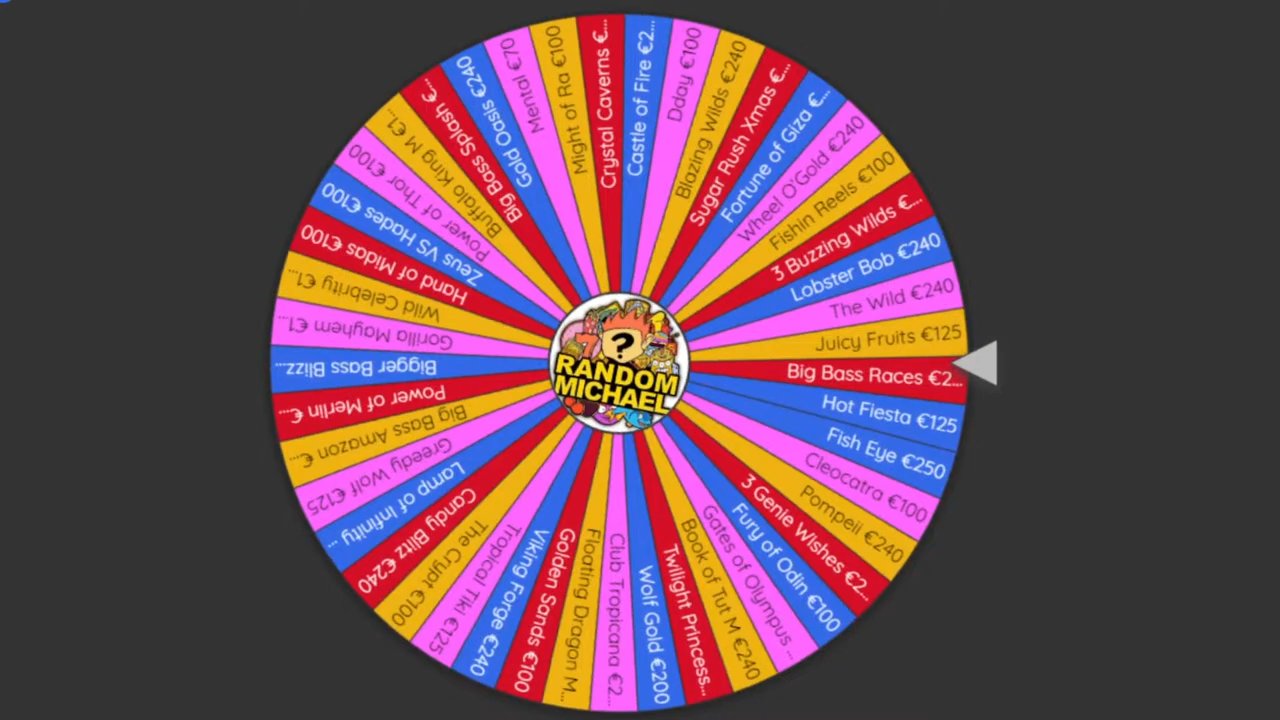 Castle of Fire €2...
Dday €100
Blazing Wilds €240
Sugar Rush Xmas €...
Fortune of Giza €...
Wheel O'Gold €240
Fishin Reels €100
3 Buzzing Wilds €...
Lobster Bob €240
The Wild €240
Juicy Fruits €125
Big Bass Races €2...
Hot Fiesta €125
Fish Eye €250
Cleocatra €100
Pompeii €240
3 Genie Wishes €2...
Fury of Odin €100
Gates of Olympus ...
Book of Tut M €240
Twilight Princess...
Wolf Gold €200
Club Tropicana €2...
Floating Dragon M...
Golden Sands €100
Viking Forge €240
Tropical Tiki €125
The Crypt €100
Candy Blitz €240
Lamp of Infinity ...
Greedy Wolf €125
Big Bass Amazon €...
Power of Merlin €...
Bigger Bass Blizz...
Gorilla Mayhem €1...
Wild Celebrity €1...
Hand of Midas €100
Zeus VS Hades €100
Power of Thor €100
Buffalo King M €1...
Big Bass Splash €...
Gold Oasis €240
Mental €70
Might of Ra €100
Crystal Caverns €...
?
RANDOM
MICHAEL